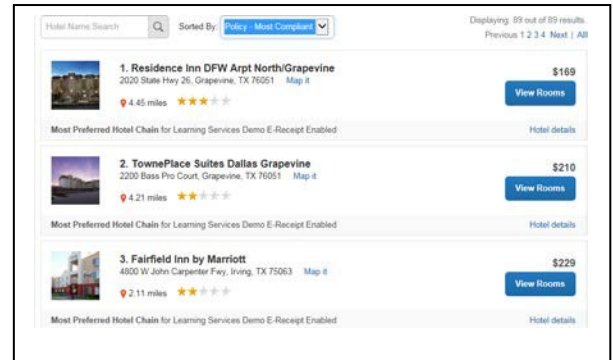 Hotel Name Search
Sorted By: Policy - Most Compliant
Displaying: 89 out of 89 results.
Previous 1 2 3 4 Next | All
1. Residence Inn DFW Arpt North/Grapevine
2020 State Hwy 26, Grapevine, TX 76051 Map it
4.45 miles
$169
View Rooms
Most Preferred Hotel Chain for Learning Services Demo E-Receipt Enabled
Hotel details
2. TownePlace Suites Dallas Grapevine
2200 Bass Pro Court, Grapevine, TX 76051 Map it
4.21 miles
$210
View Rooms
Most Preferred Hotel Chain for Learning Services Demo E-Receipt Enabled
Hotel details
3. Fairfield Inn by Marriott
4800 W John Carpenter Fwy, Irving, TX 75063 Map it
2.11 miles
$229
View Rooms
Most Preferred Hotel Chain for Learning Services Demo E-Receipt Enabled
Hotel details